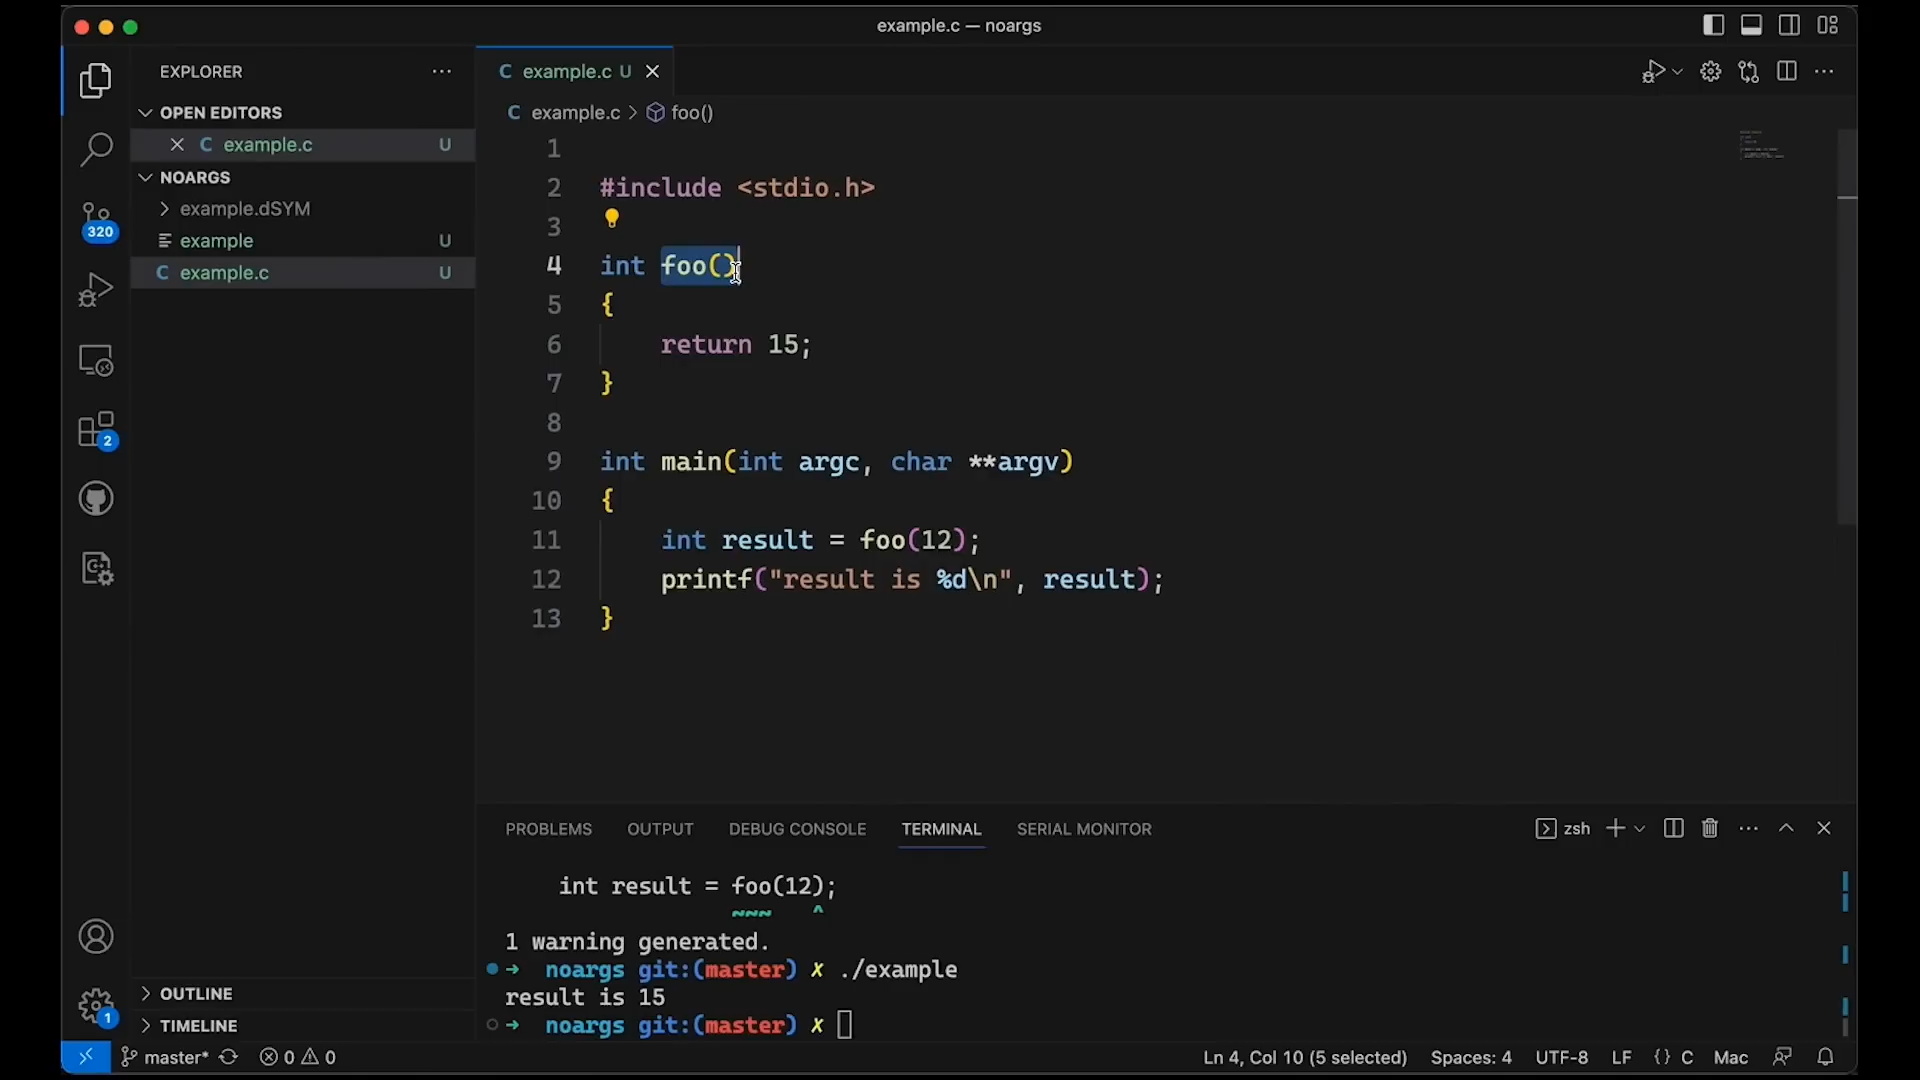 example.c — noargs
EXPLORER
OPEN EDITORS
example.c U
NOARGS
example.dSYM
example U
example.c U
OUTLINE
TIMELINE
320
2
1
example.c U
example.c > foo()
1
2 #include <stdio.h>
3
4 int foo()
5 {
6 return 15;
7 }
8
9 int main(int argc, char **argv)
10 {
11 int result = foo(12);
12 printf("result is %d\n", result);
13 }
PROBLEMS OUTPUT DEBUG CONSOLE TERMINAL SERIAL MONITOR zsh
int result = foo(12);
~~~ ^
1 warning generated.
➜ noargs git:(master) ✗ ./example
result is 15
➜ noargs git:(master) ✗
master* 0 0 Ln 4, Col 10 (5 selected) Spaces: 4 UTF-8 LF {} C Mac